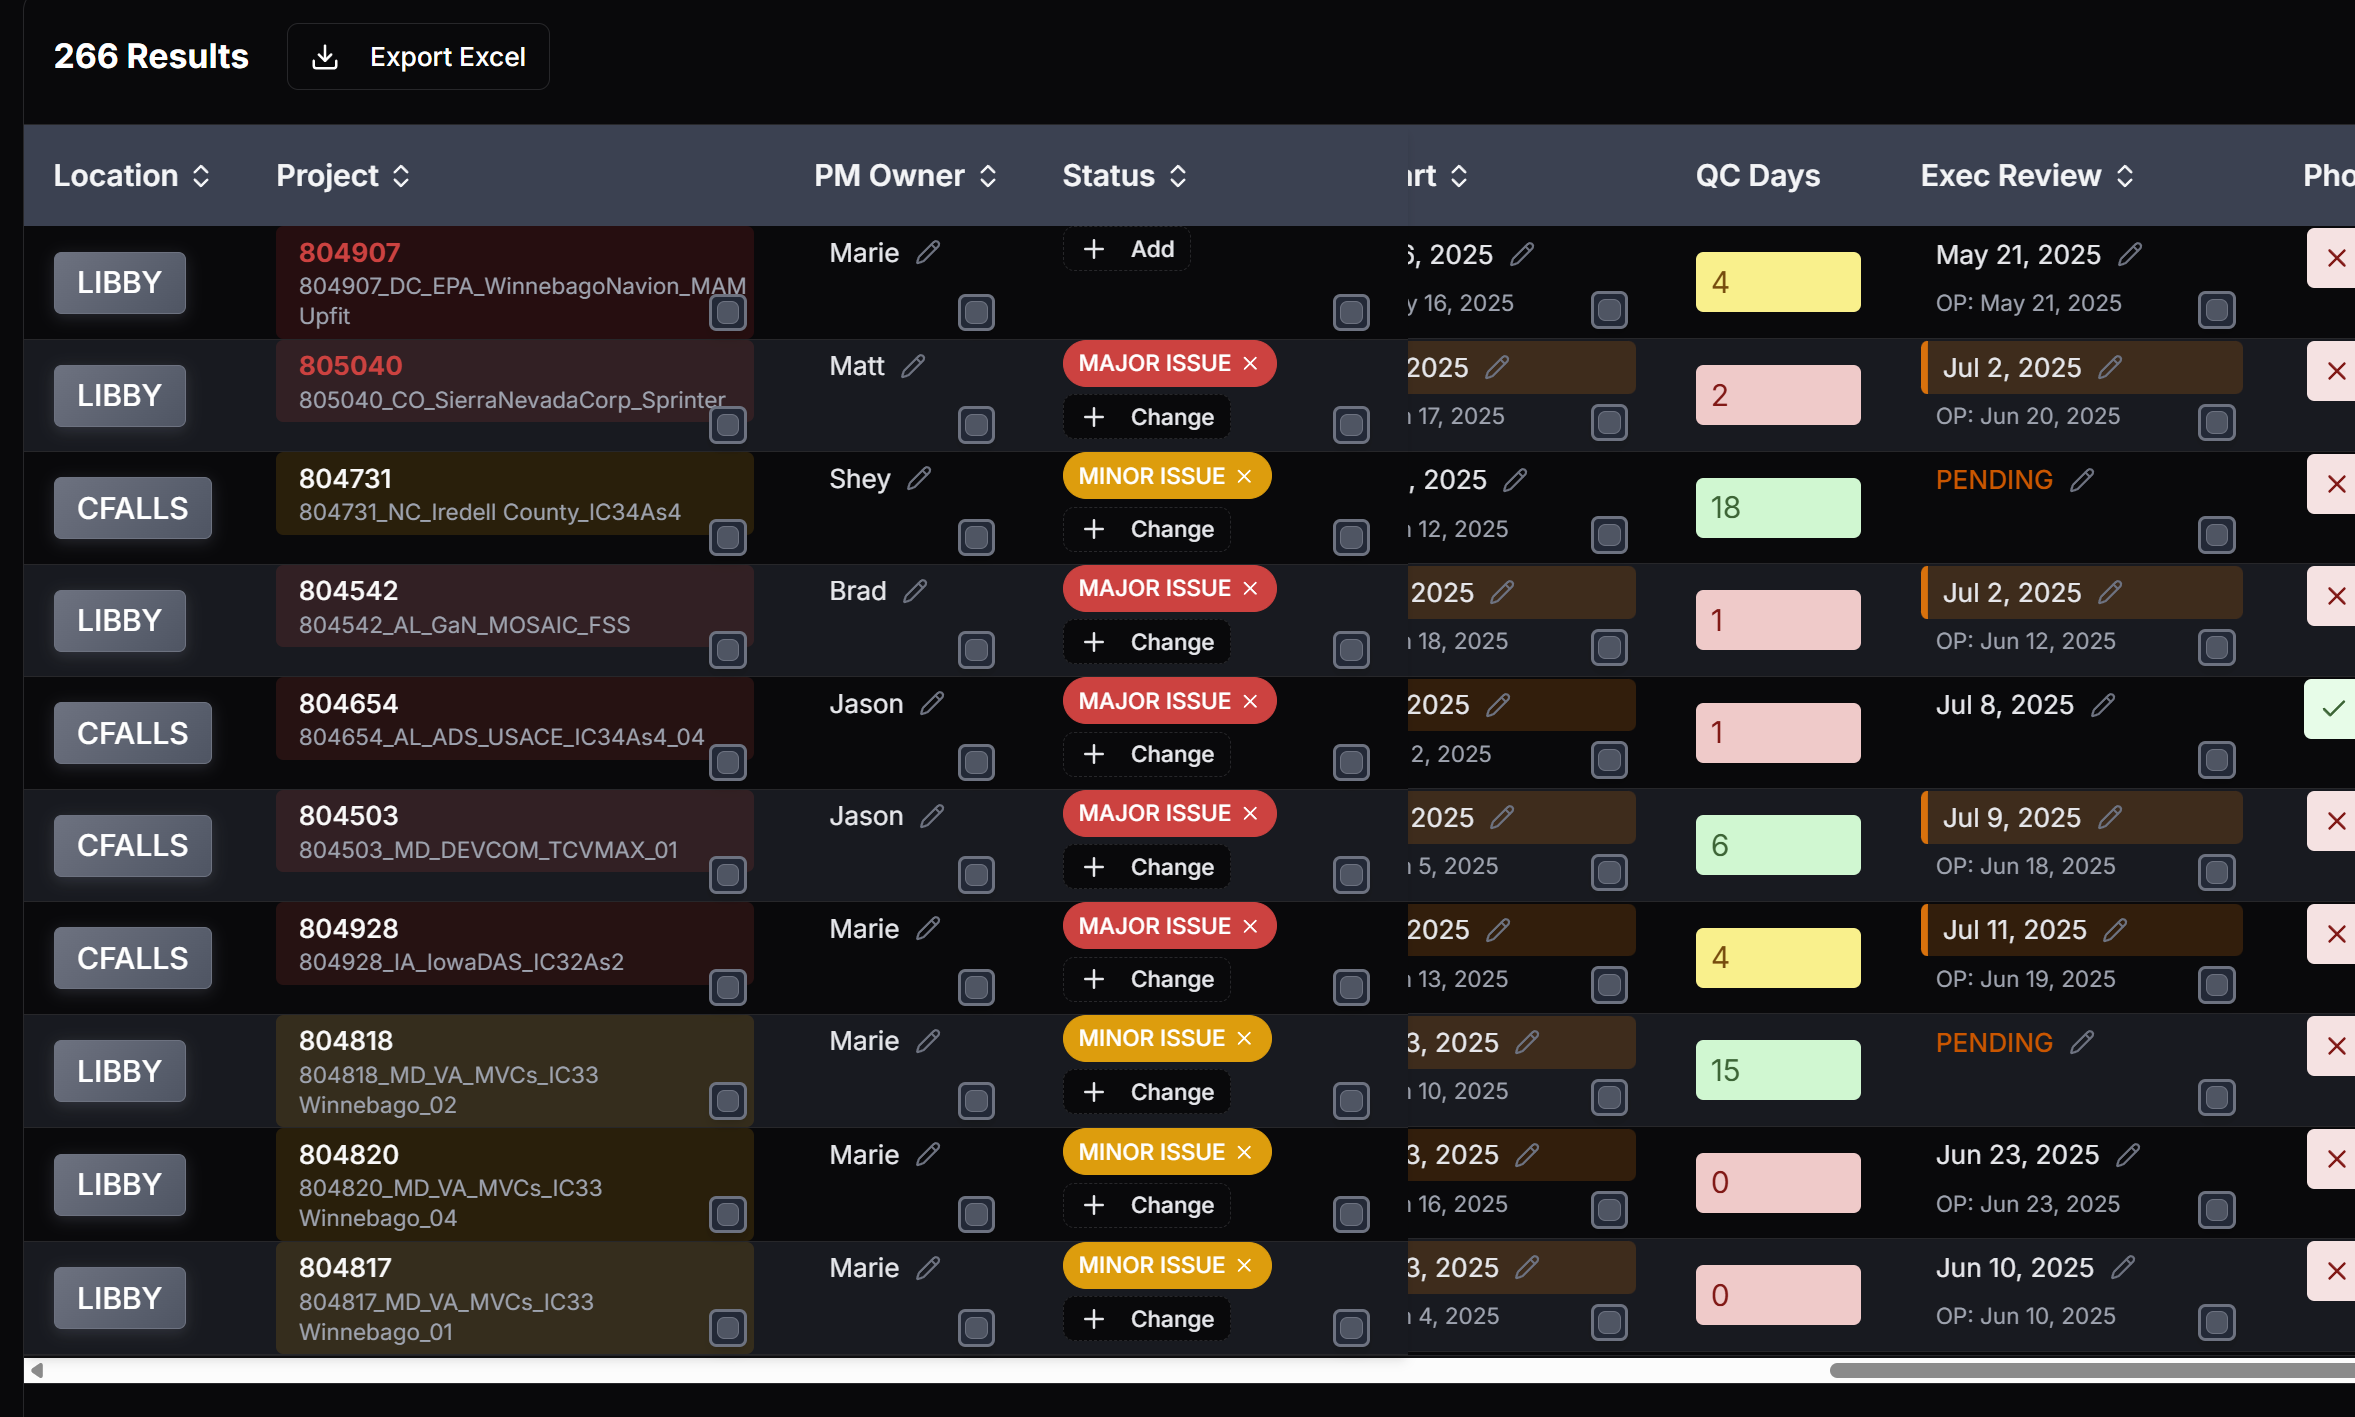 266 Results
Export Excel
Location Project PM Owner Status QC Days Exec Review
LIBBY 804907 Marie Add , 2025 4 May 21, 2025
804907_DC_EPA_WinnebagoNavion_MAM 16, 2025 OP: May 21, 2025
Upfit
LIBBY 805040 Matt MAJOR ISSUE 2025 2 Jul 2, 2025
805040_CO_SierraNevadaCorp_Sprinter Change 17, 2025 OP: Jun 20, 2025
CFALLS 804731 Shey MINOR ISSUE , 2025 18 PENDING
804731_NC_Iredell County_IC34As4 Change 12, 2025
LIBBY 804542 Brad MAJOR ISSUE 2025 1 Jul 2, 2025
804542_AL_GaN_MOSAIC_FSS Change 18, 2025 OP: Jun 12, 2025
CFALLS 804654 Jason MAJOR ISSUE 2025 1 Jul 8, 2025
804654_AL_ADS_USACE_IC34As4_04 Change 2, 2025
CFALLS 804503 Jason MAJOR ISSUE 2025 6 Jul 9, 2025
804503_MD_DEVCOM_TCVMAX_01 Change 5, 2025 OP: Jun 18, 2025
CFALLS 804928 Marie MAJOR ISSUE 2025 4 Jul 11, 2025
804928_IA_IowaDAS_IC32As2 Change 13, 2025 OP: Jun 19, 2025
LIBBY 804818 Marie MINOR ISSUE 3, 2025 15 PENDING
804818_MD_VA_MVCs_IC33 Change 10, 2025
Winnebago_02
LIBBY 804820 Marie MINOR ISSUE 3, 2025 0 Jun 23, 2025
804820_MD_VA_MVCs_IC33 Change 16, 2025 OP: Jun 23, 2025
Winnebago_04
LIBBY 804817 Marie MINOR ISSUE 3, 2025 0 Jun 10, 2025
804817_MD_VA_MVCs_IC33 Change 4, 2025 OP: Jun 10, 2025
Winnebago_01